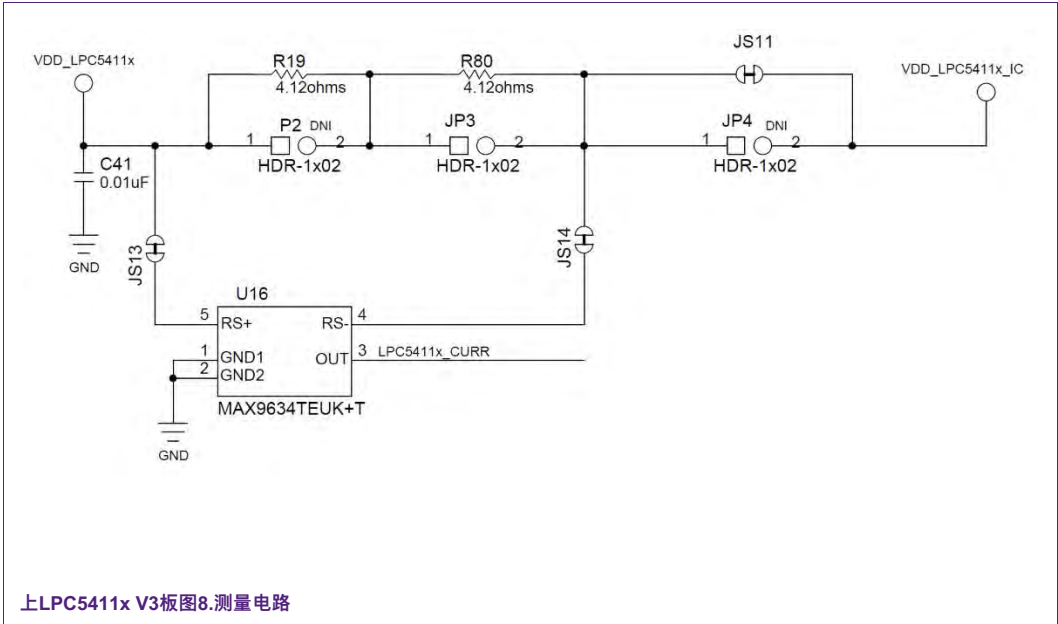 JS11
VDD_LPC5411x
R19
R80
VDD_LPC5411x_IC
4.12ohms
4.12ohms
P2 DNI
JP3
JP4 DNI
1
2
1
2
1
2
HDR-1x02
HDR-1x02
HDR-1x02
C41
0.01uF
GND
JS13
JS14
U16
5 RS+
RS- 4
1 GND1
OUT 3 LPC5411x_CURR
2 GND2
MAX9634TEUK+T
GND
上LPC5411x V3板图8.测量电路